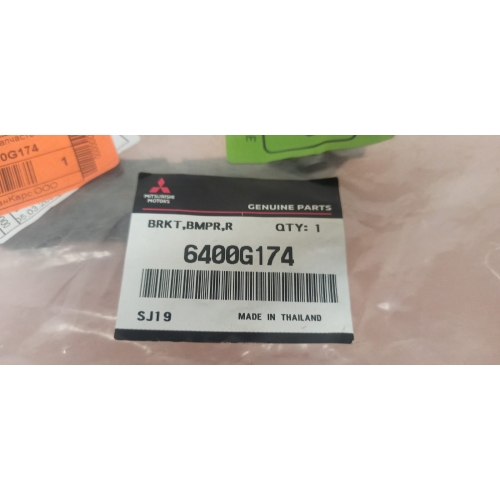 0G174
1
MITSUBISHI
MOTORS
GENUINE PARTS
BRKT,BMPR,R QTY: 1
6400G174
SJ19 MADE IN THAILAND